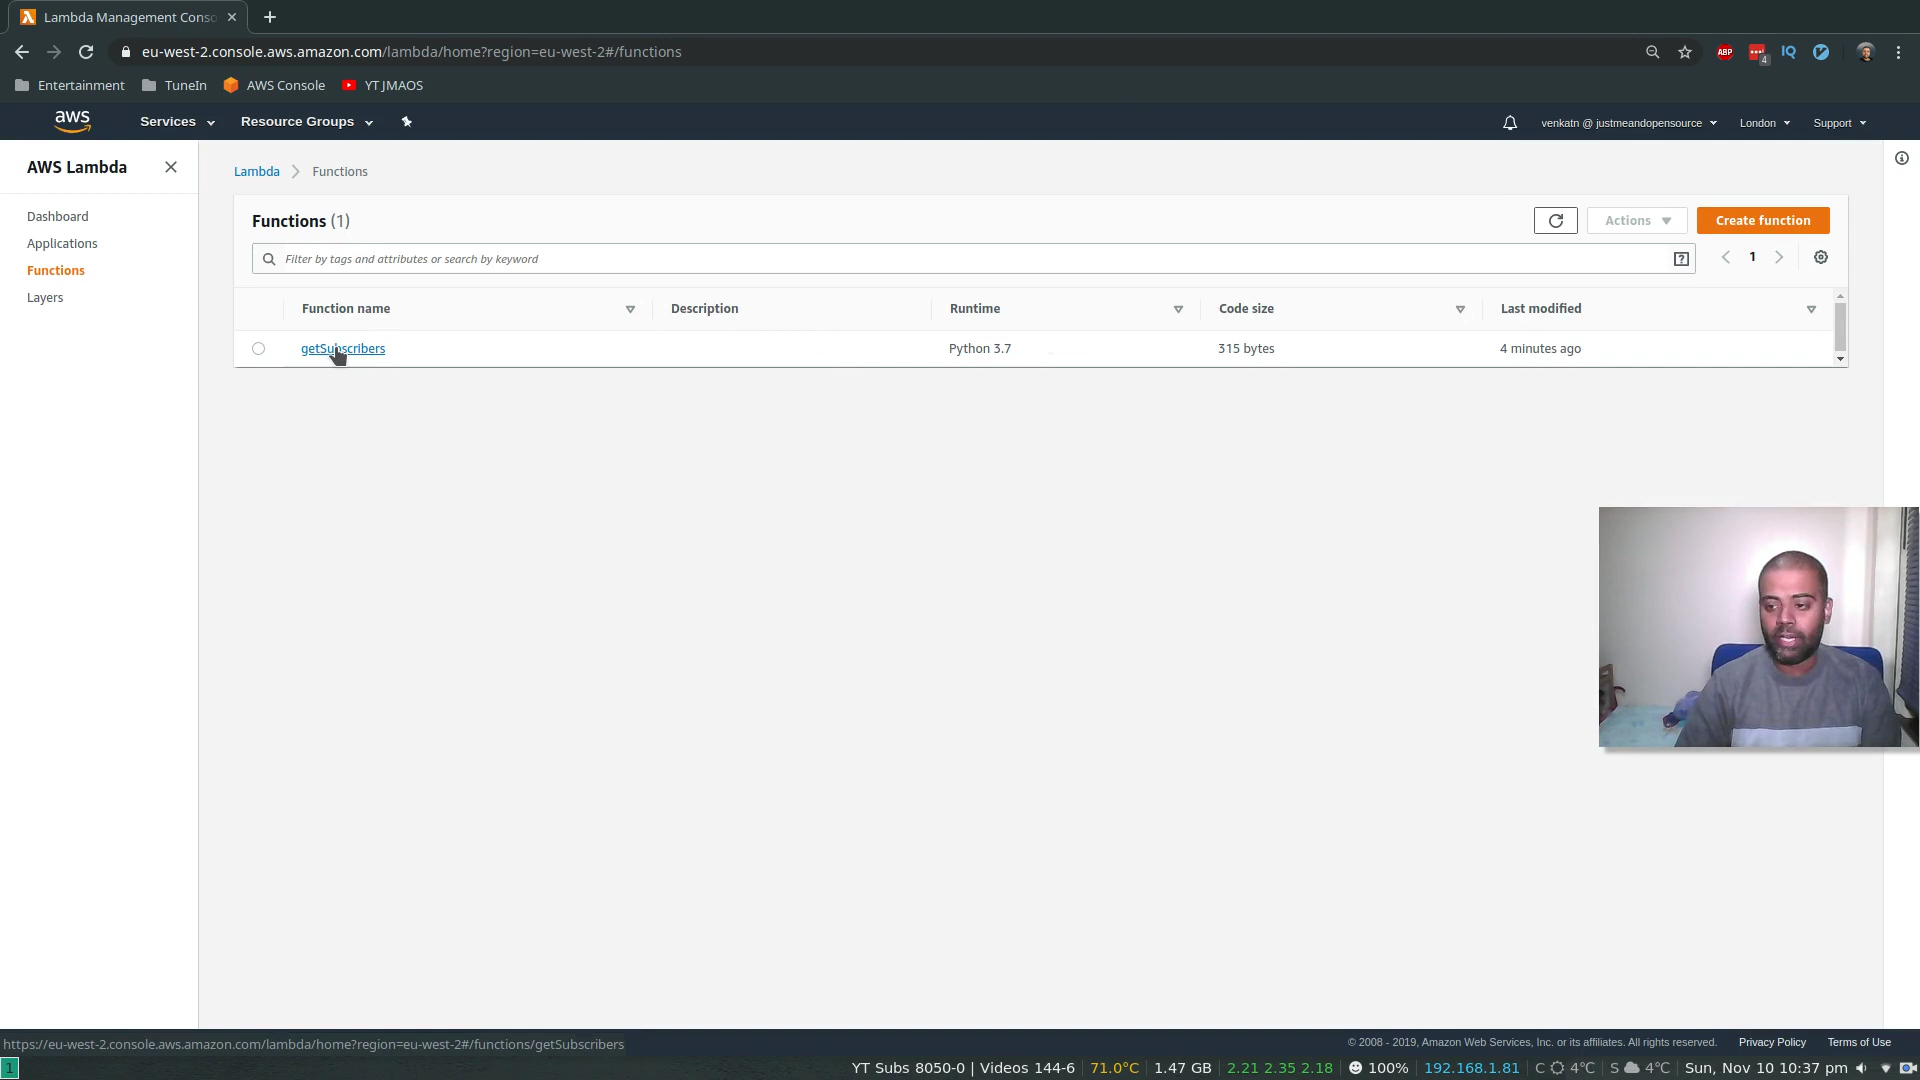 Lambda Management Conso
eu-west-2.console.aws.amazon.com/lambda/home?region=eu-west-2#/functions
ABP
4
IQ
Entertainment
TuneIn
AWS Console
YT JMAOS
aws
Services
Resource Groups
venkatn @ justmeandopensource
London
Support
AWS Lambda
Dashboard
Applications
Functions
Layers
Lambda
Functions
Functions (1)
Actions
Create function
Filter by tags and attributes or search by keyword
1
Function name
Description
Runtime
Code size
Last modified
getSubscribers
Python 3.7
315 bytes
4 minutes ago
https://eu-west-2.console.aws.amazon.com/lambda/home?region=eu-west-2#/functions/getSubscribers
© 2008 - 2019, Amazon Web Services, Inc. or its affiliates. All rights reserved.
Privacy Policy
Terms of Use
1
YT Subs 8050-0 | Videos 144-6
71.0°C
1.47 GB
2.21 2.35 2.18
100%
192.168.1.81
C 4°C
S 4°C
Sun, Nov 10 10:37 pm